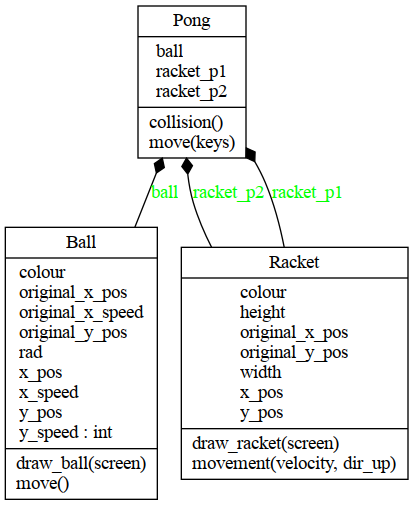 Pong
ball
racket_p1
racket_p2
collision()
move(keys)
ball
racket_p2
racket_p1
Ball
colour
original_x_pos
original_x_speed
original_y_pos
rad
x_pos
x_speed
y_pos
y_speed : int
draw_ball(screen)
move()
Racket
colour
height
original_x_pos
original_y_pos
width
x_pos
y_pos
draw_racket(screen)
movement(velocity, dir_up)